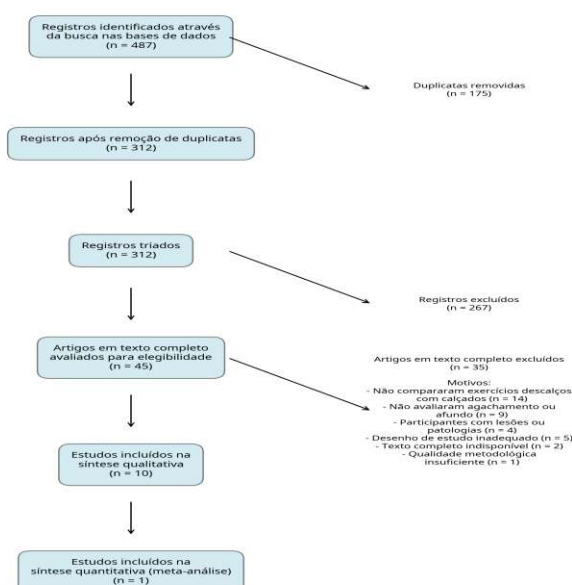 Registros identificados através
da busca nas bases de dados
(n = 487)
Duplicatas removidas
(n = 175)
Registros após remoção de duplicatas
(n = 312)
Registros triados
(n = 312)
Registros excluídos
(n = 267)
Artigos em texto completo
avaliados para elegibilidade
(n = 45)
Artigos em texto completo excluídos
(n = 35)
Motivos:
- Não compararam exercícios descalços
com calçados (n = 14)
- Não avaliaram agachamento ou
afundo (n = 9)
- Participantes com lesões ou
patologias (n = 4)
- Desenho de estudo inadequado (n = 5)
- Texto completo indisponível (n = 2)
- Qualidade metodológica
insuficiente (n = 1)
Estudos incluídos na
síntese qualitativa
(n = 10)
Estudos incluídos na
síntese quantitativa (meta-análise)
(n = 1)